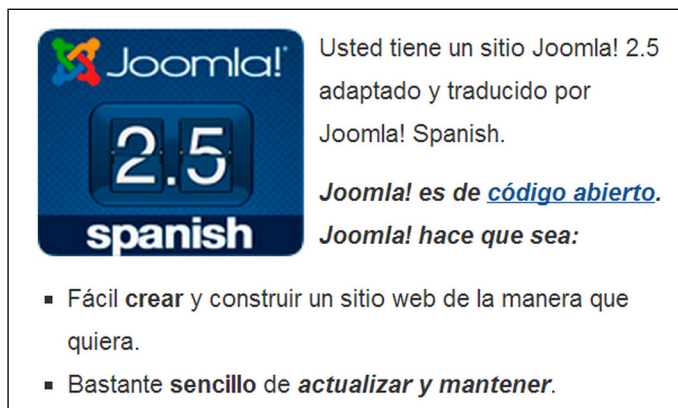 Joomla!
2.5
spanish
Usted tiene un sitio Joomla! 2.5
adaptado y traducido por
Joomla! Spanish.
Joomla! es de código abierto.
Joomla! hace que sea:
Fácil crear y construir un sitio web de la manera que
quiera.
Bastante sencillo de actualizar y mantener.